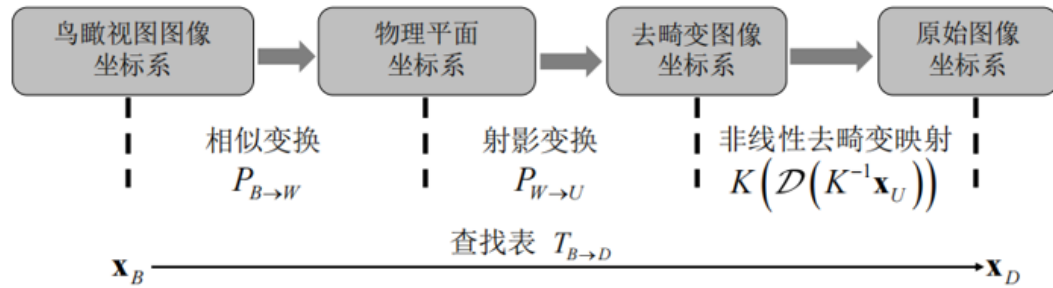 鸟瞰视图图像
坐标系
物理平面
坐标系
去畸变图像
坐标系
原始图像
坐标系
相似变换
P_{B→W}
射影变换
P_{W→U}
非线性去畸变映射
K(𝒟(K^{-1}𝐱_U))
查找表 T_{B→D}
𝐱_B
𝐱_D